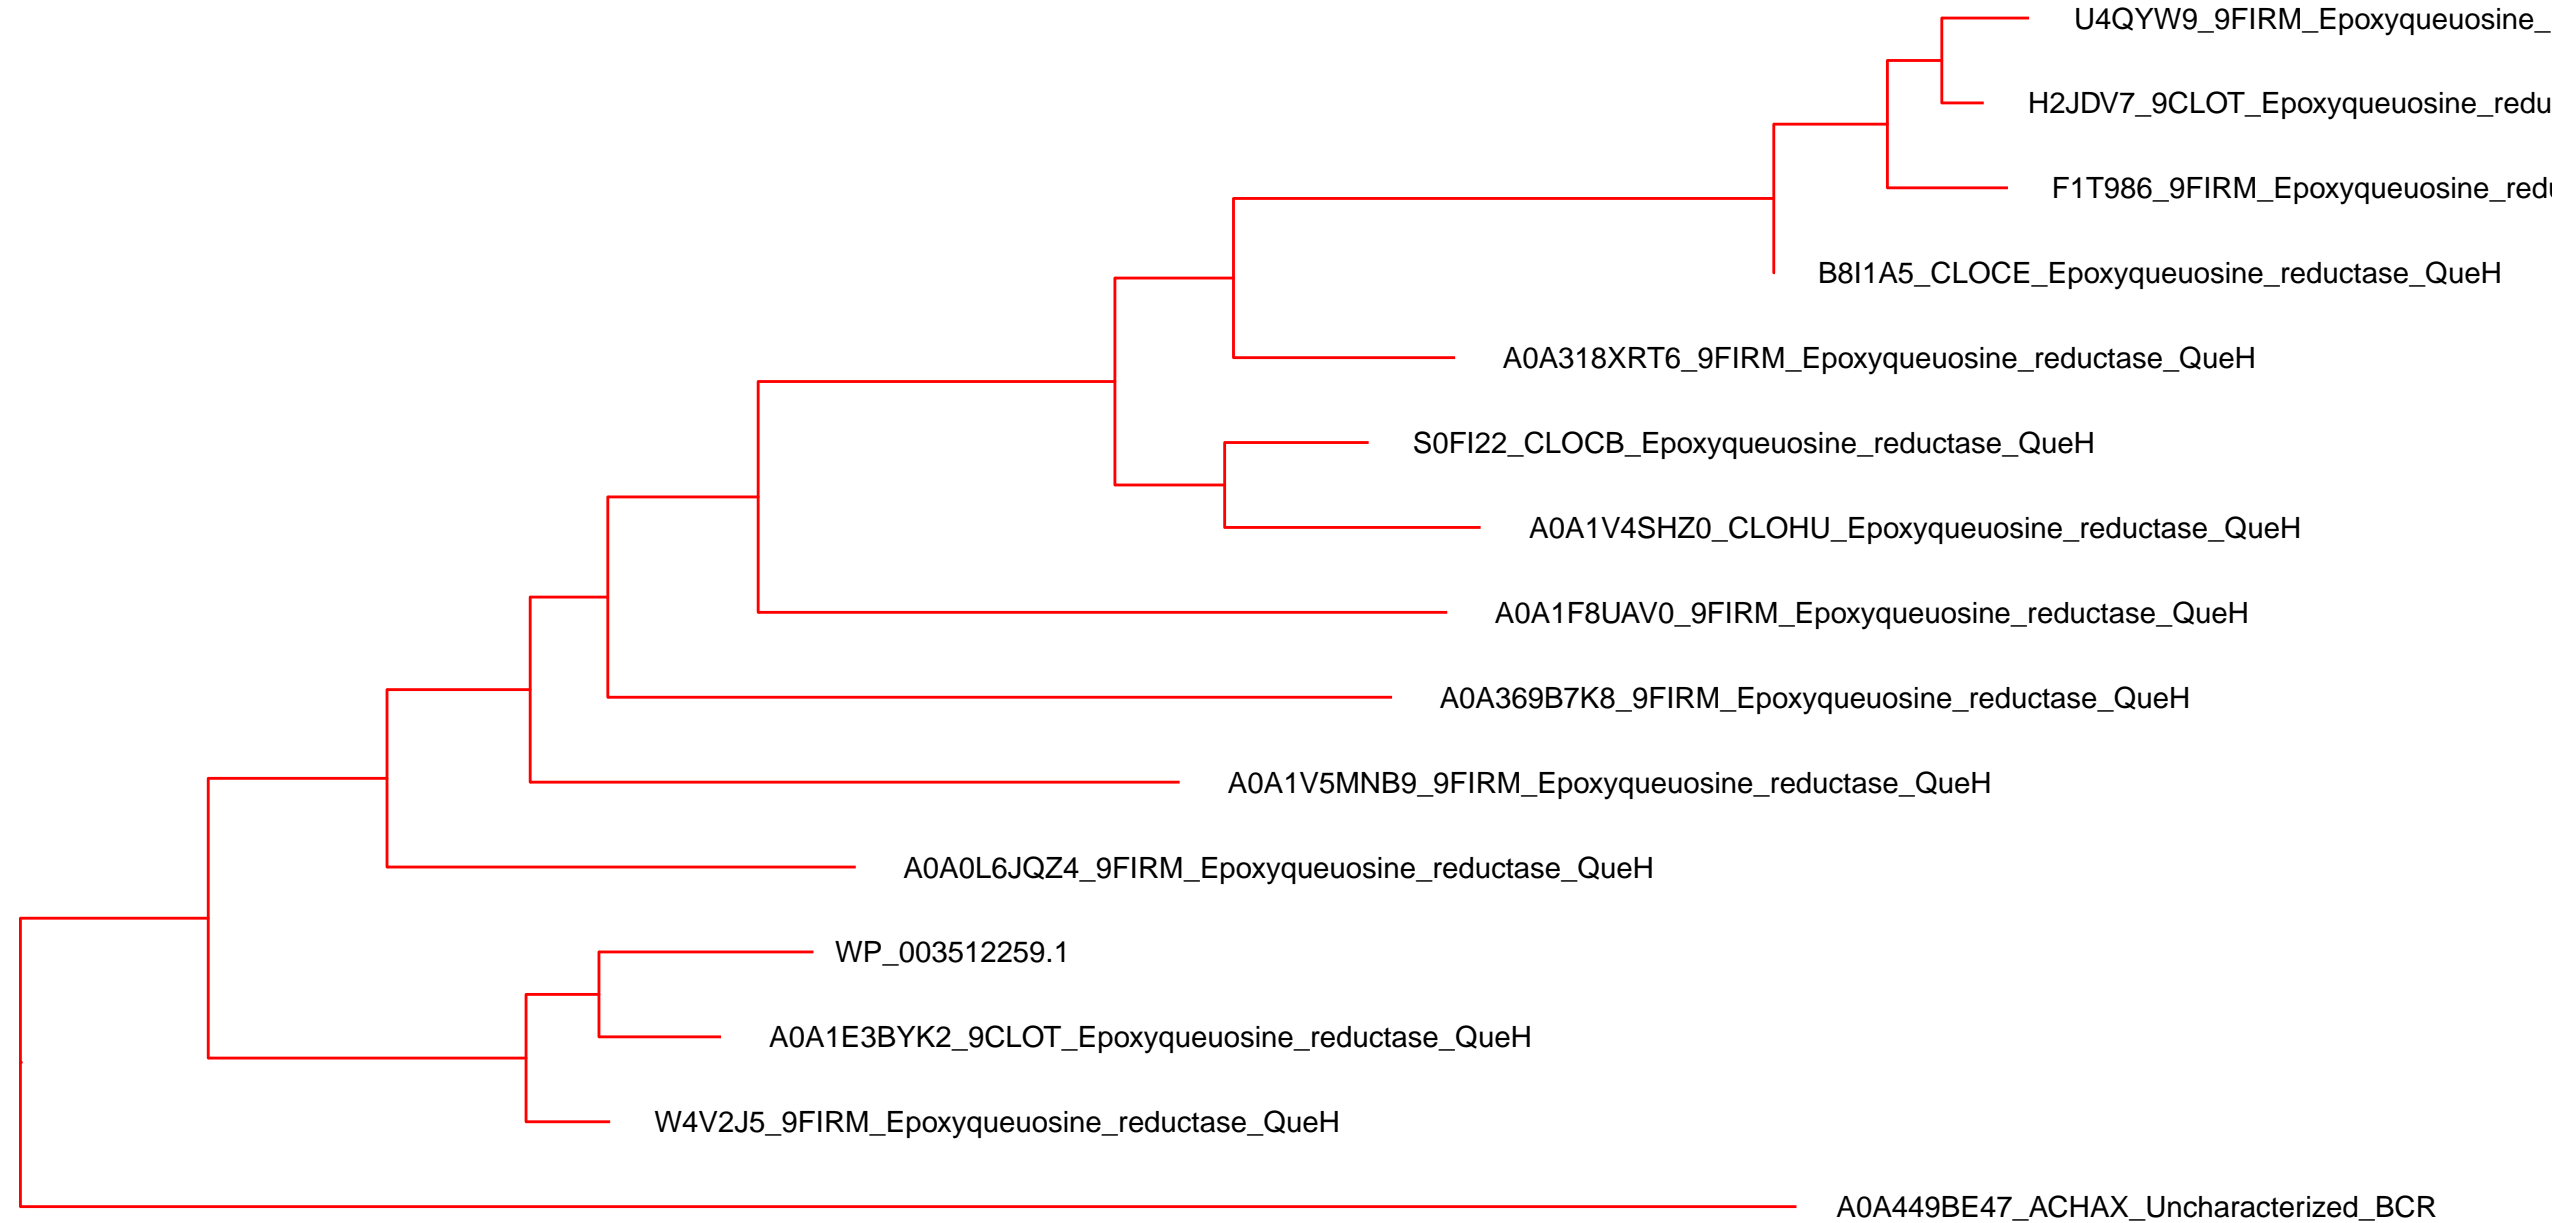 U4QYW9_9FIRM_Epoxyqueuosine_
H2JDV7_9CLOT_Epoxyqueuosine_redu
F1T986_9FIRM_Epoxyqueuosine_redu
B8I1A5_CLOCE_Epoxyqueuosine_reductase_QueH
A0A318XRT6_9FIRM_Epoxyqueuosine_reductase_QueH
S0FI22_CLOCB_Epoxyqueuosine_reductase_QueH
A0A1V4SHZ0_CLOHU_Epoxyqueuosine_reductase_QueH
A0A1F8UAV0_9FIRM_Epoxyqueuosine_reductase_QueH
A0A369B7K8_9FIRM_Epoxyqueuosine_reductase_QueH
A0A1V5MNB9_9FIRM_Epoxyqueuosine_reductase_QueH
A0A0L6JQZ4_9FIRM_Epoxyqueuosine_reductase_QueH
WP_003512259.1
A0A1E3BYK2_9CLOT_Epoxyqueuosine_reductase_QueH
W4V2J5_9FIRM_Epoxyqueuosine_reductase_QueH
A0A449BE47_ACHAX_Uncharacterized_BCR